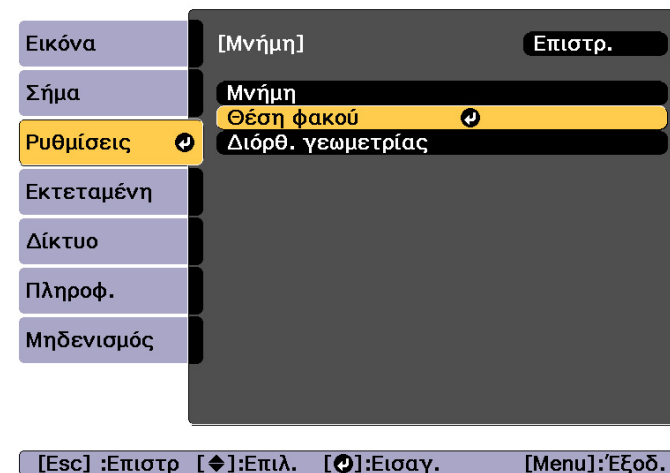 Εικόνα
Σήμα
Ρυθμίσεις
Εκτεταμένη
Δίκτυο
Πληροφ.
Μηδενισμός
[Μνήμη] Επιστρ.
Μνήμη
Θέση φακού
Διόρθ. γεωμετρίας
[Esc] :Επιστρ [◆]:Επιλ. [↵]:Εισαγ. [Menu]:Έξοδ.